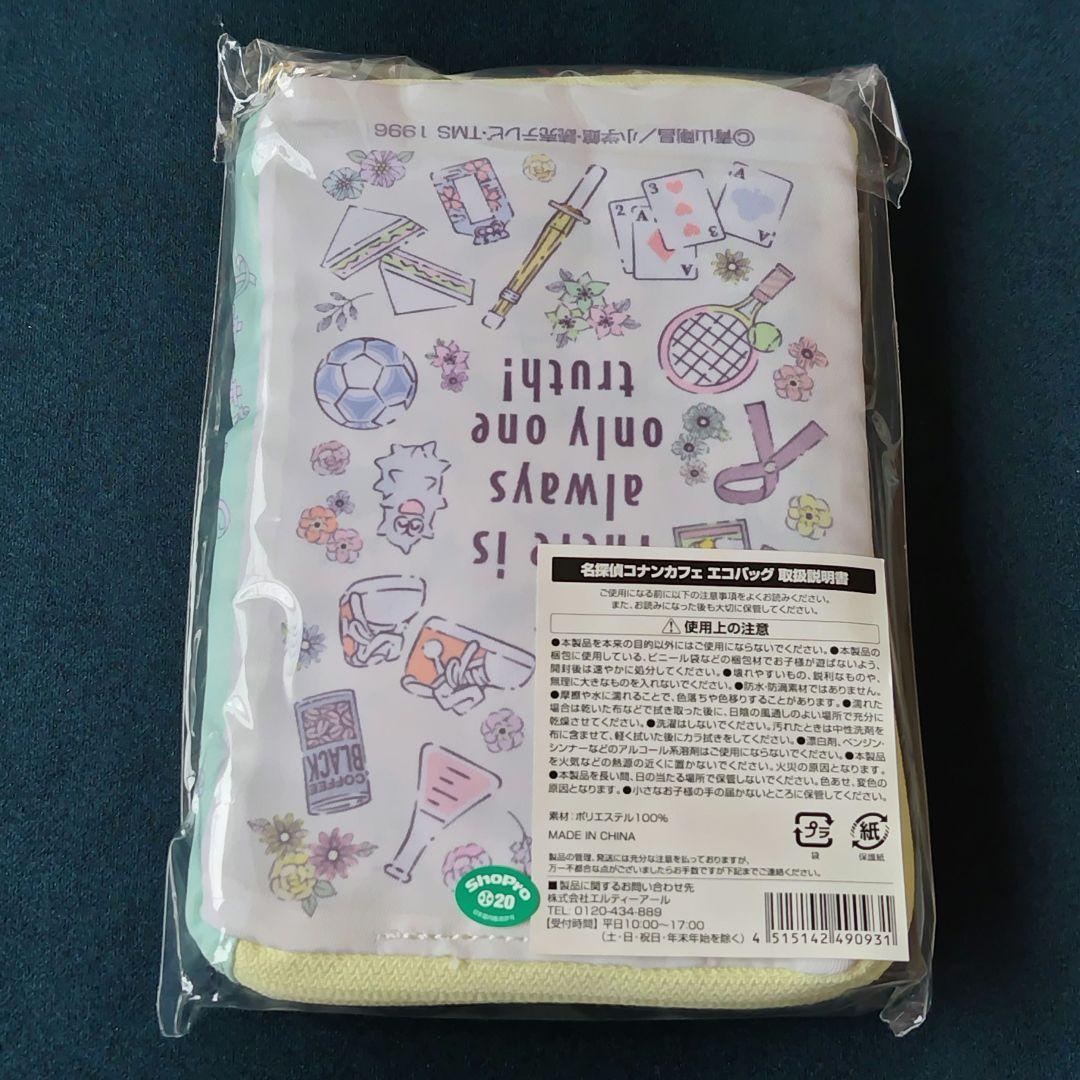 ©青山剛昌/小学館・読売テレビ・TMS 1996
3
3
2
A
A
A
A
is
always
only one
truth!
BLACK
COFFEE
ShoPro
20
名探偵コナンカフェ エコバッグ 取扱説明書
ご使用になる前に以下の注意事項をよくお読みください。
また、お読みになった後も大切に保管してください。
⚠使用上の注意
●本製品を本来の目的以外にはご使用にならないでください。●本製品の
梱包に使用している、ビニール袋などの梱包材でお子様が遊ばないよう、
開封後は速やかに処分してください。●壊れやすいもの、鋭利なものや、
無理に大きなものを入れないでください。●防水・防滴素材ではありません。
●摩擦や水に濡れることで、色落ちや色移りすることがあります。●濡れた
場合は乾いた布などで拭き取った後に、日陰の風通しのよい場所で充分に
乾燥させてください。●洗濯はしないでください。汚れたときは中性洗剤を
布に含ませて、軽く拭いた後にカラ拭きをしてください。●漂白剤、ベンジン・
シンナーなどのアルコール系溶剤はご使用にならないでください。●本製品
を火気などの熱源の近くに置かないでください。火災の原因となります。
●本製品を長い間、日の当たる場所で保管しないでください。色あせ、変色の
原因となります。●小さなお子様の手の届かないところに保管してください。
素材:ポリエステル100%
MADE IN CHINA
プラ
袋
紙
保護紙
製品の管理、発送には充分な注意を払っておりますが、
万一不都合な点がございましたらお手数ですが下記までご連絡ください。
■製品に関するお問い合わせ先
株式会社エルティーアール
TEL: 0120-434-889
【受付時間】平日10:00～17:00
(土・日・祝日・年末年始を除く)
4 515142 490931